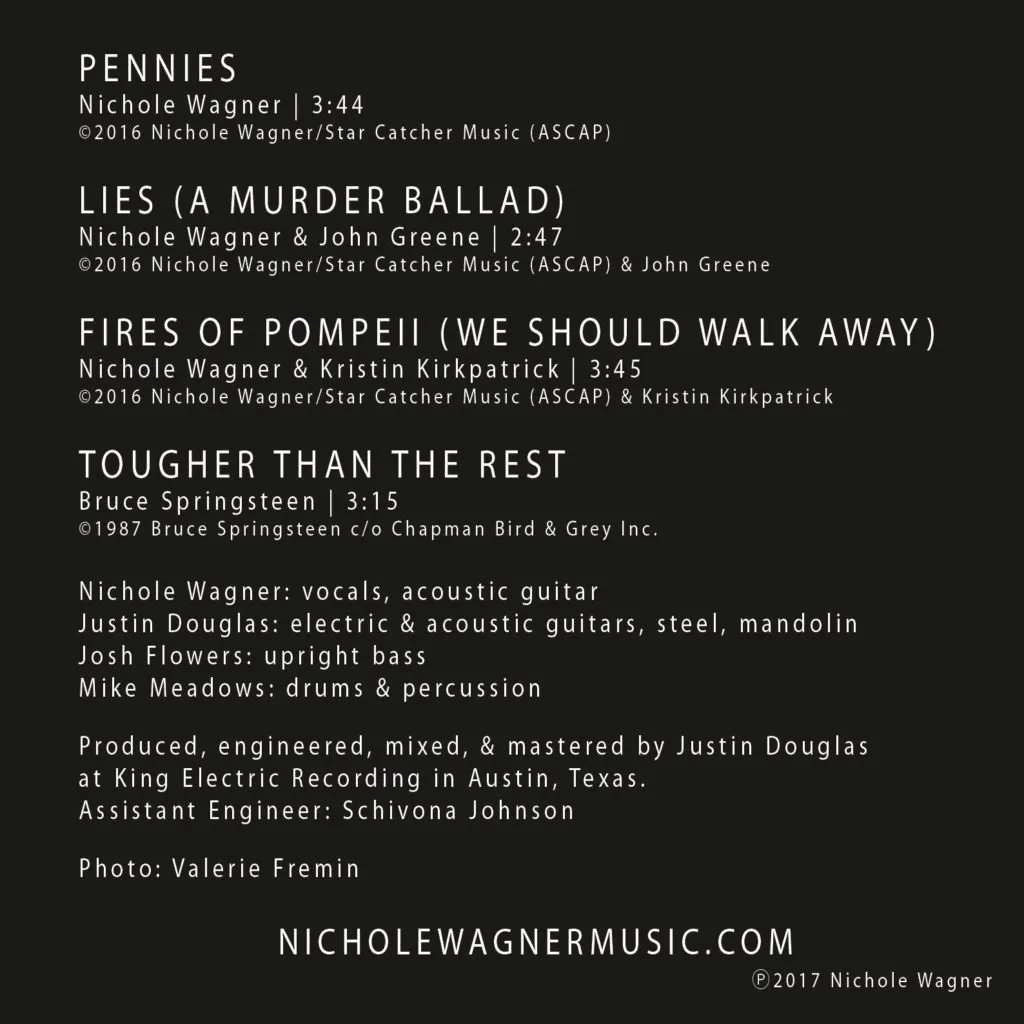 PENNIES
Nichole Wagner | 3:44
©2016 Nichole Wagner/Star Catcher Music (ASCAP)
LIES (A MURDER BALLAD)
Nichole Wagner & John Greene | 2:47
©2016 Nichole Wagner/Star Catcher Music (ASCAP) & John Greene
FIRES OF POMPEII (WE SHOULD WALK AWAY)
Nichole Wagner & Kristin Kirkpatrick | 3:45
©2016 Nichole Wagner/Star Catcher Music (ASCAP) & Kristin Kirkpatrick
TOUGHER THAN THE REST
Bruce Springsteen | 3:15
©1987 Bruce Springsteen c/o Chapman Bird & Grey Inc.
Nichole Wagner: vocals, acoustic guitar
Justin Douglas: electric & acoustic guitars, steel, mandolin
Josh Flowers: upright bass
Mike Meadows: drums & percussion
Produced, engineered, mixed, & mastered by Justin Douglas
at King Electric Recording in Austin, Texas.
Assistant Engineer: Schivona Johnson
Photo: Valerie Fremin
NICHOLEWAGNERMUSIC.COM
℗2017 Nichole Wagner